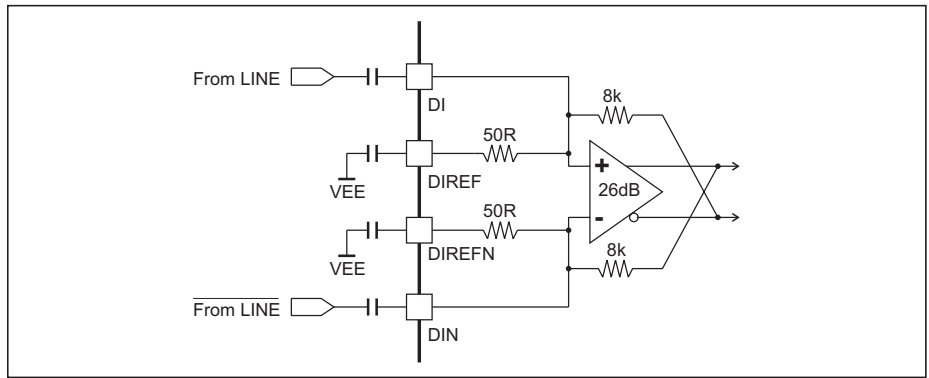 From LINE
DI
8k
50R
DIREF
VEE
+
26dB
-
50R
DIREFN
VEE
8k
From LINE
DIN